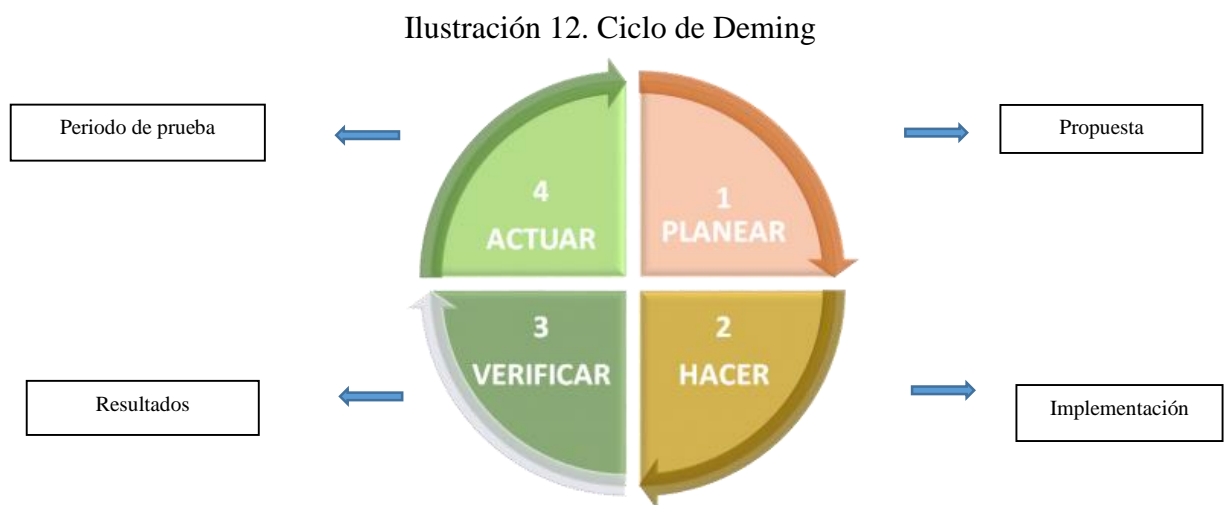 Ilustración 12. Ciclo de Deming
Periodo de prueba
Propuesta
4
ACTUAR
1
PLANEAR
3
VERIFICAR
2
HACER
Resultados
Implementación